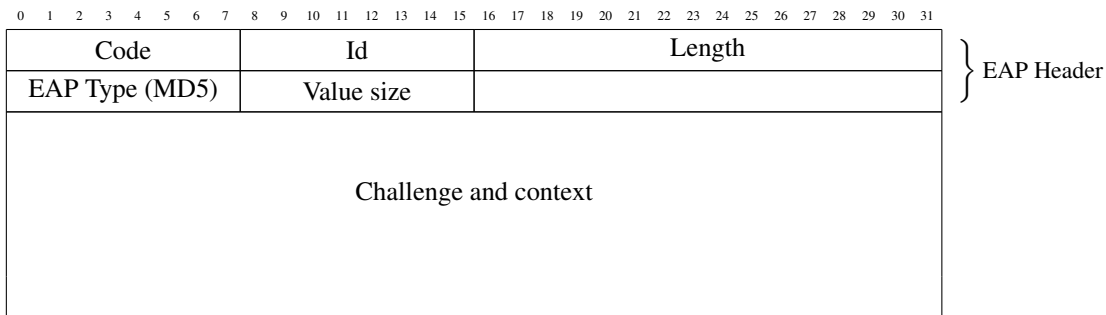 0 1 2 3 4 5 6 7 8 9 10 11 12 13 14 15 16 17 18 19 20 21 22 23 24 25 26 27 28 29 30 31
Code Id Length
EAP Header
EAP Type (MD5) Value size
Challenge and context